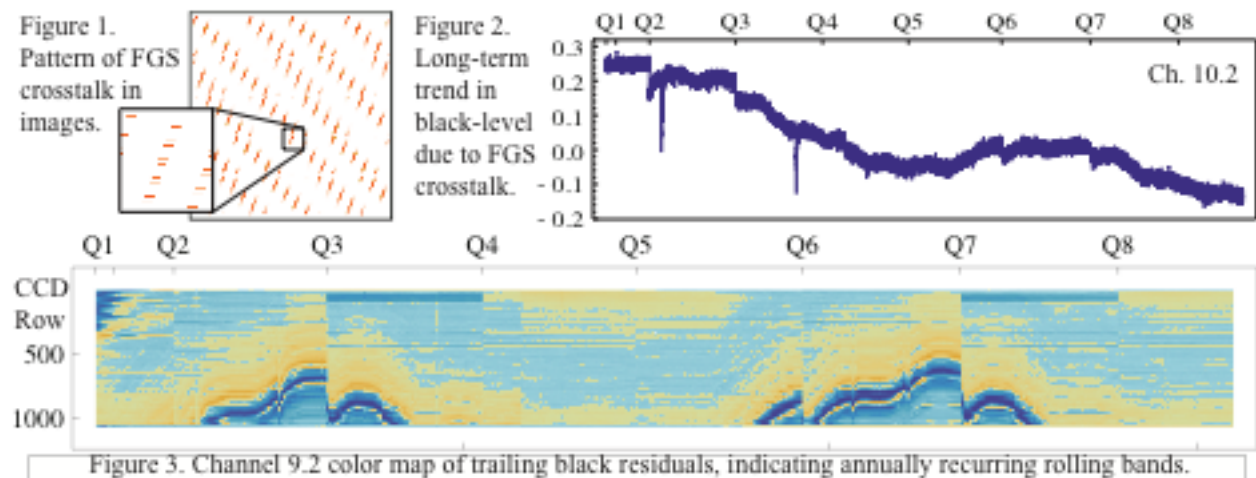 Figure 1.
Pattern of FGS
crosstalk in
images.
Figure 2.
Long-term
trend in
black-level
due to FGS
crosstalk.
Q1 Q2 Q3 Q4 Q5 Q6 Q7 Q8
0.3
0.2
0.1
0.0
- 0.1
- 0.2
Ch. 10.2
Q1 Q2 Q3 Q4 Q5 Q6 Q7 Q8
CCD
Row
500
1000
Figure 3. Channel 9.2 color map of trailing black residuals, indicating annually recurring rolling bands.